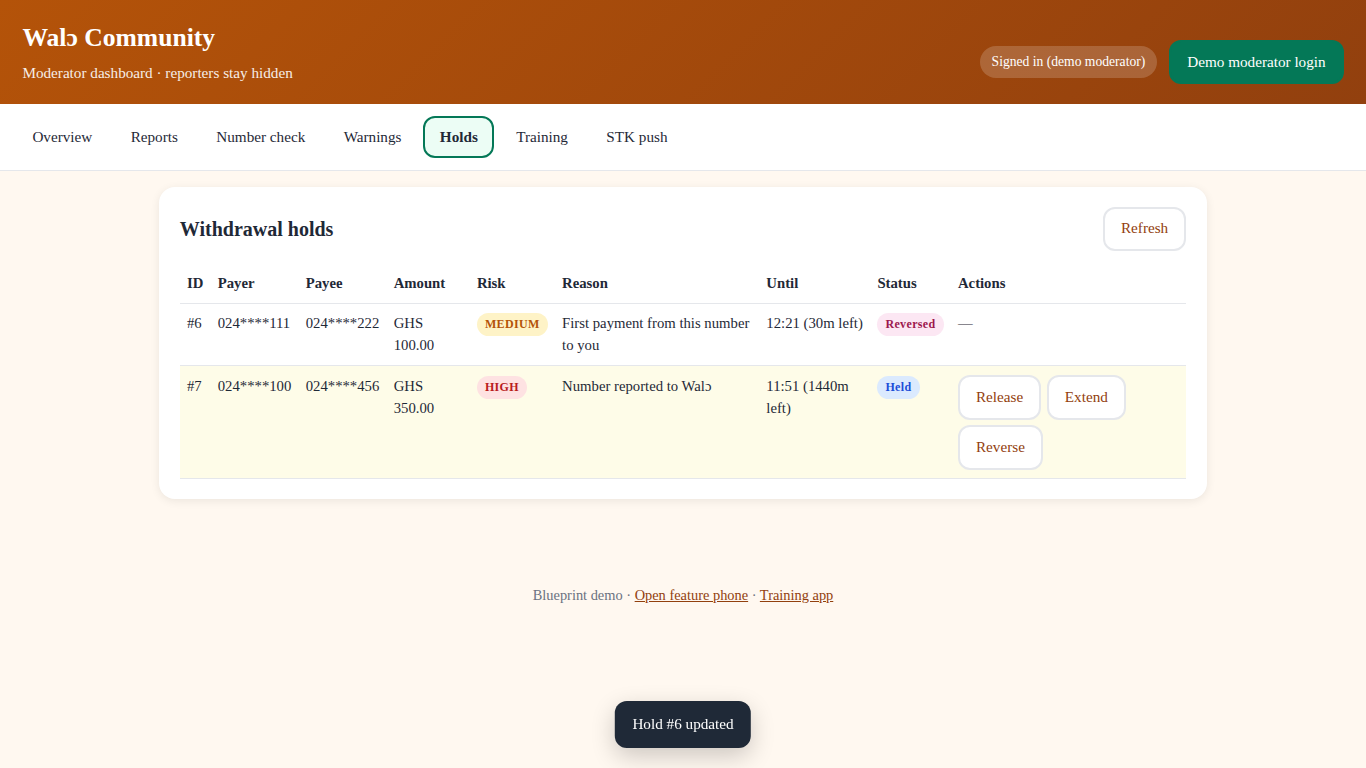 Walɔ Community
Moderator dashboard · reporters stay hidden
Signed in (demo moderator)
Demo moderator login
Overview
Reports
Number check
Warnings
Holds
Training
STK push
Withdrawal holds
Refresh
ID Payer Payee Amount Risk Reason Until Status Actions
#6 024****111 024****222 GHS 100.00 MEDIUM First payment from this number to you 12:21 (30m left) Reversed —
#7 024****100 024****456 GHS 350.00 HIGH Number reported to Walɔ 11:51 (1440m left) Held Release Extend Reverse
Blueprint demo · Open feature phone · Training app
Hold #6 updated